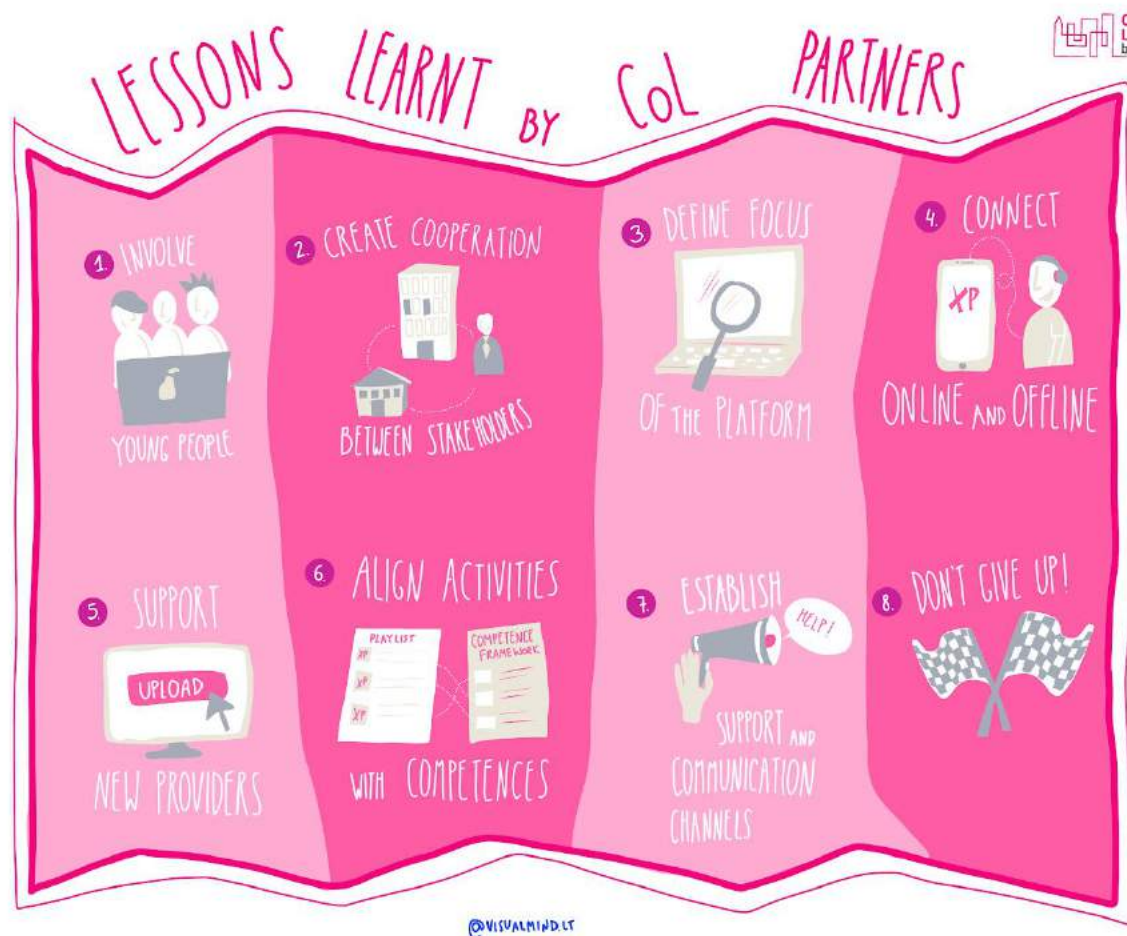 LESSONS LEARNT BY COL PARTNERS
1. INVOLVE
YOUNG PEOPLE
2. CREATE COOPERATION
BETWEEN STAKEHOLDERS
3. DEFINE FOCUS
OF THE PLATFORM
4. CONNECT
XP
ONLINE AND OFFLINE
5. SUPPORT
UPLOAD
NEW PROVIDERS
6. ALIGN ACTIVITIES
PLAYLIST
XP
XP
XP
COMPETENCE
FRAMEWORK
WITH COMPETENCES
7. ESTABLISH
HELP!
SUPPORT AND
COMMUNICATION
CHANNELS
8. DON'T GIVE UP!
@VISUALMIND.LT